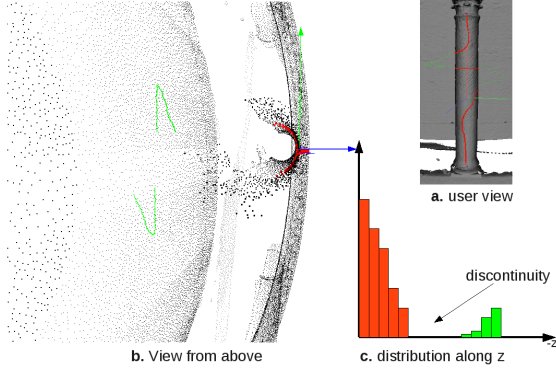 a. user view
discontinuity
-z
b. View from above
c. distribution along z